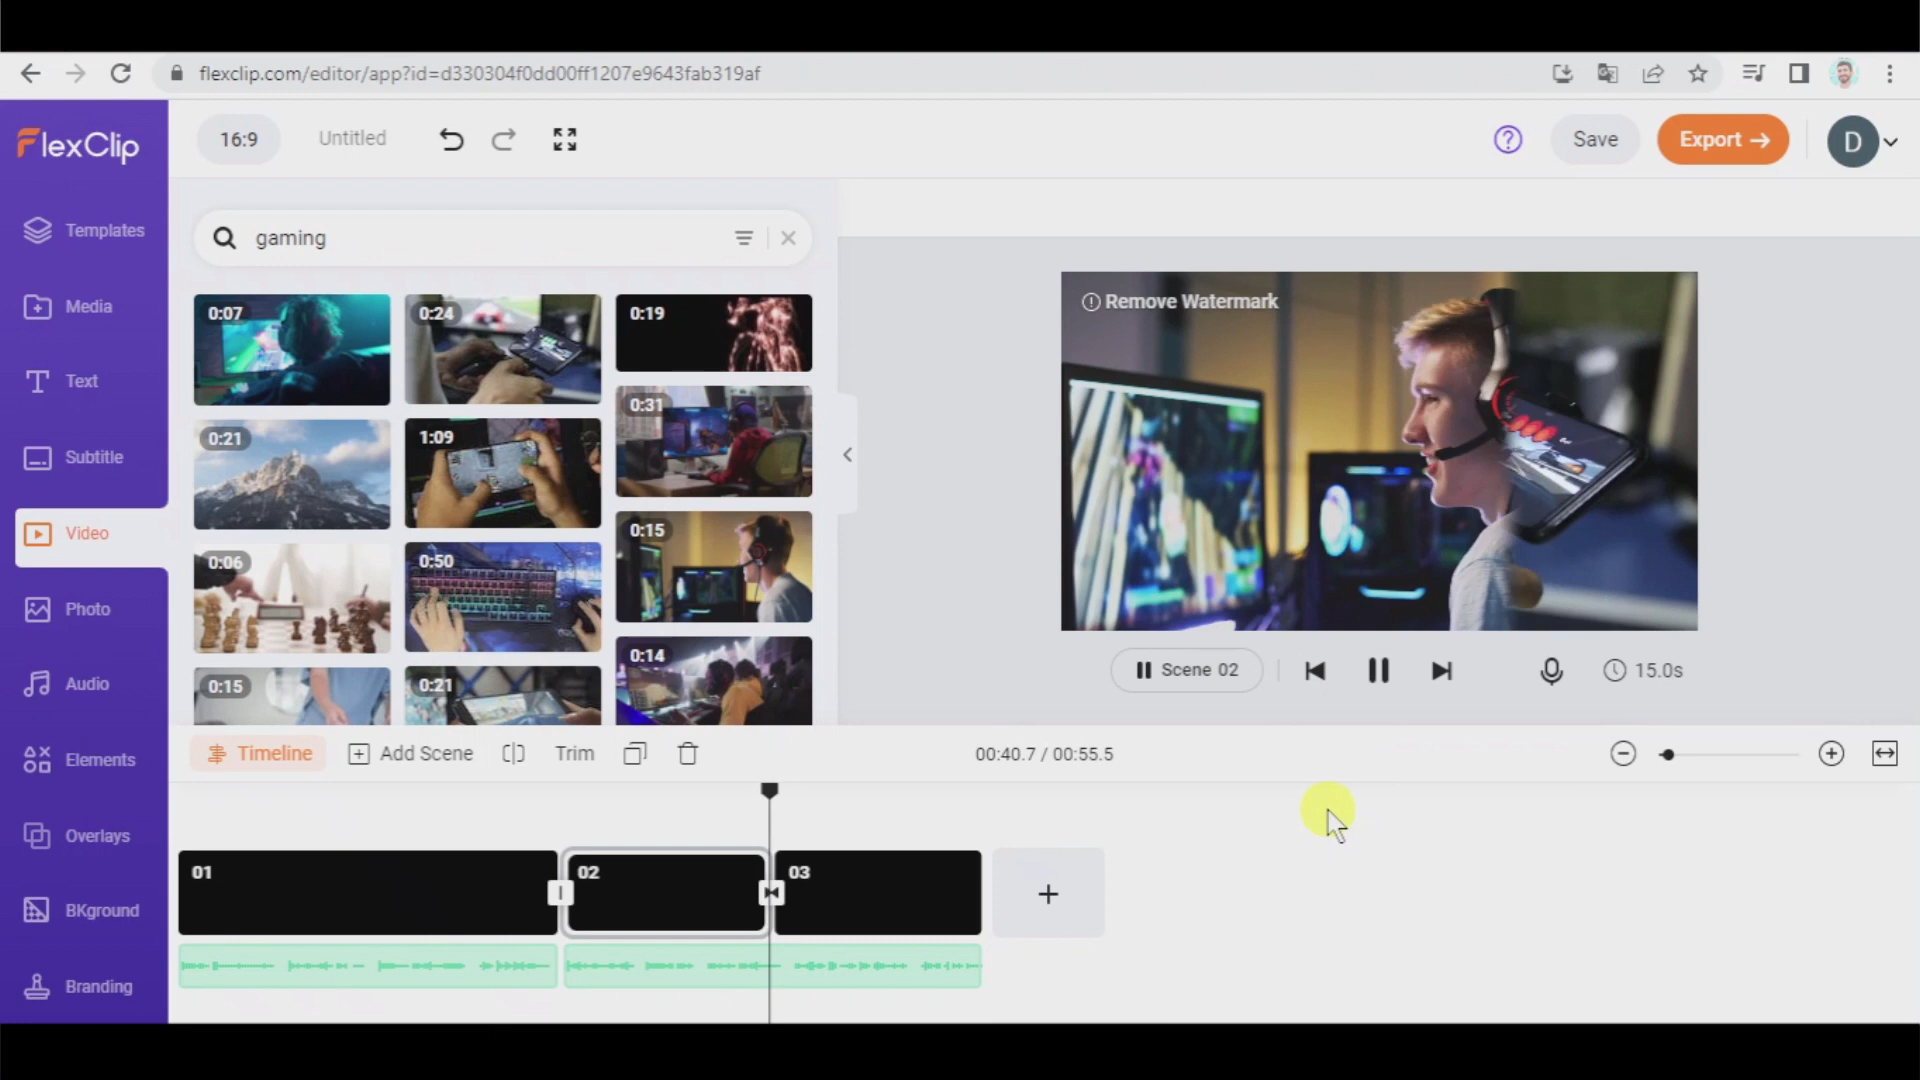 flexclip.com/editor/app?id=d330304f0dd00ff1207e9643fab319af
FlexClip
16:9
Untitled
Save
Export
D
Templates
Media
Text
Subtitle
Video
Photo
Audio
Elements
Overlays
BKground
Branding
gaming
0:07
0:24
0:19
0:21
1:09
0:31
0:06
0:50
0:15
0:15
0:21
0:14
Remove Watermark
Scene 02
15.0s
Timeline
Add Scene
Trim
00:40.7 / 00:55.5
01
02
03